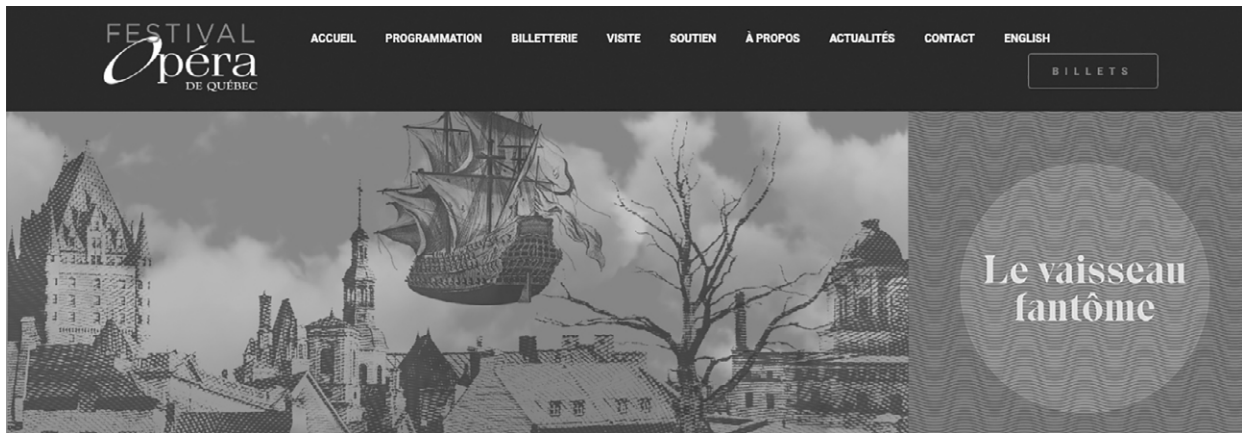 FESTIVAL
Opéra
DE QUÉBEC
ACCUEIL PROGRAMMATION BILLETTERIE VISITE SOUTIEN À PROPOS ACTUALITÉS CONTACT ENGLISH
BILLETS
Le vaisseau
fantôme